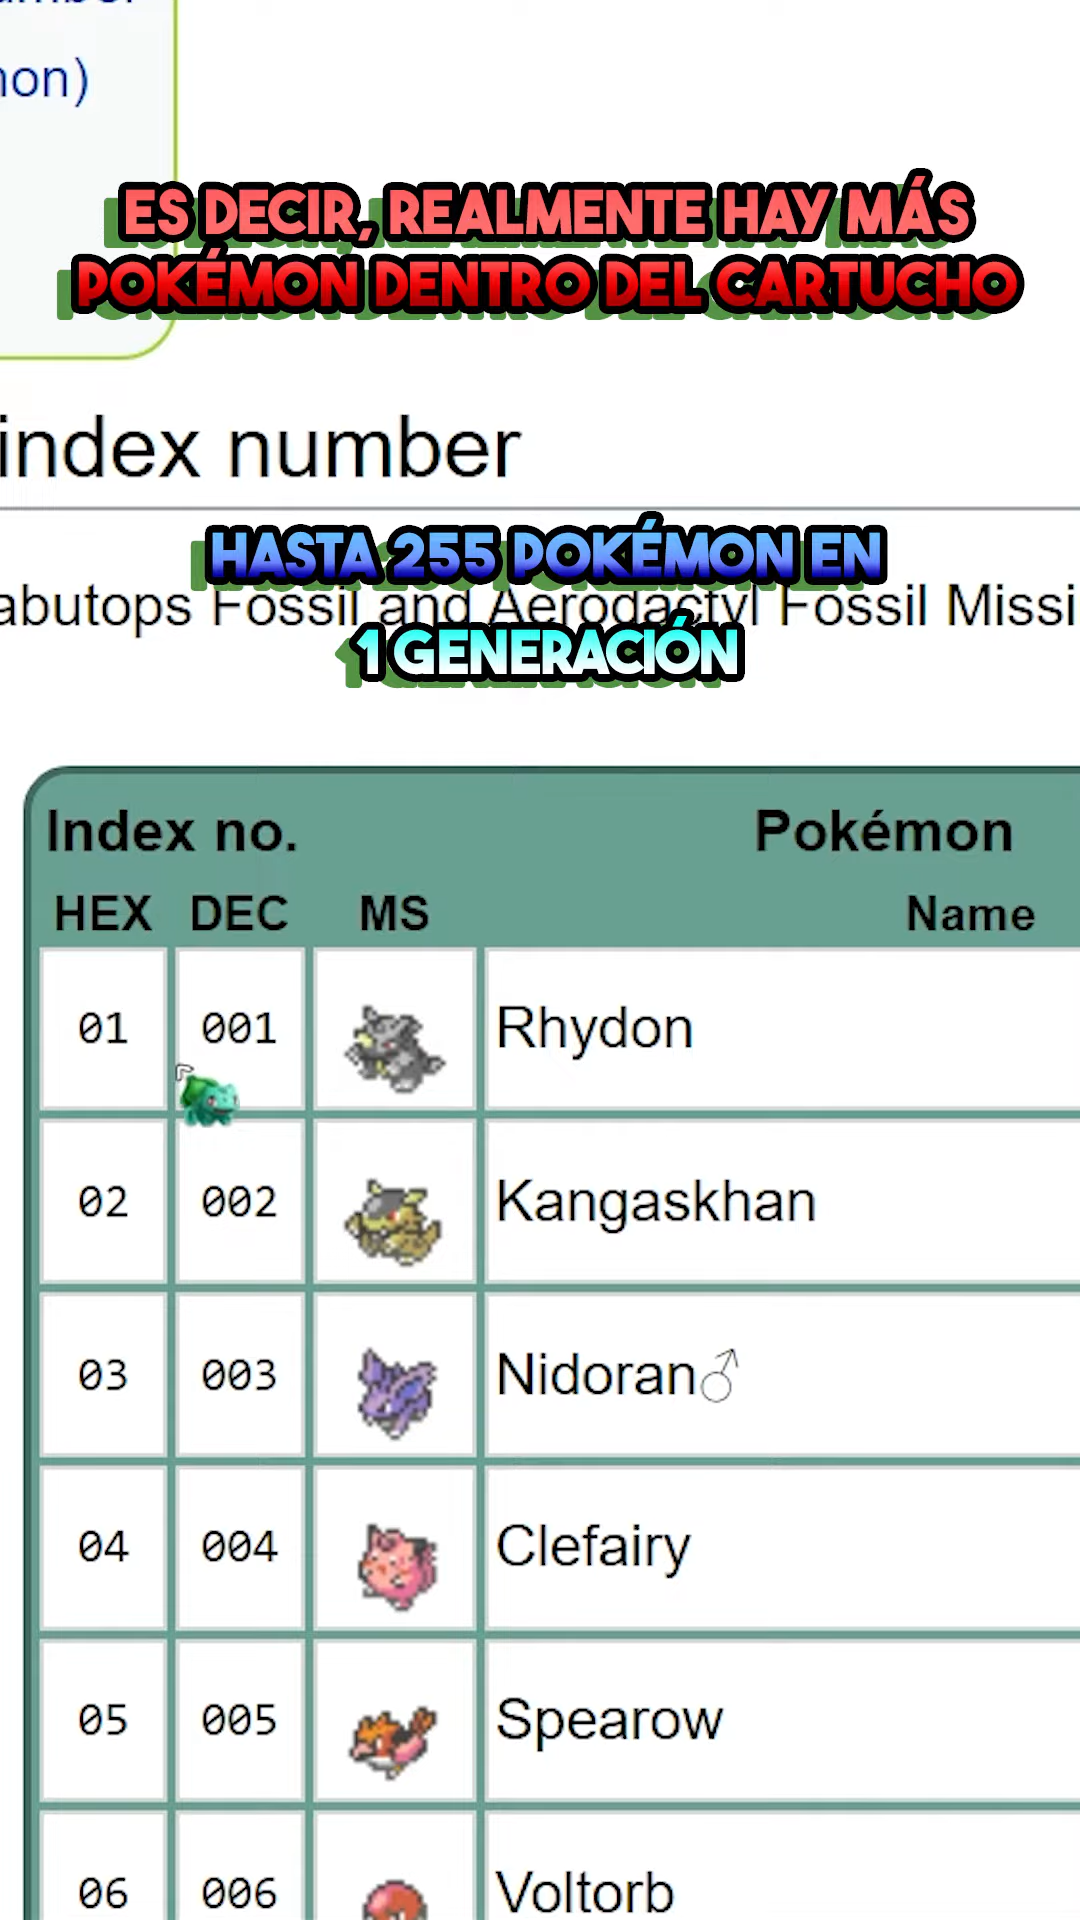 non)
ES DECIR, REALMENTE HAY MÁS
POKÉMON DENTRO DEL CARTUCHO
index number
HASTA 255 POKÉMON EN
abutops Fossil and Aerodactyl Fossil Missi
1 GENERACIÓN
Index no. Pokémon
HEX DEC MS Name
01 001 Rhydon
02 002 Kangaskhan
03 003 Nidoran♂
04 004 Clefairy
05 005 Spearow
06 006 Voltorb